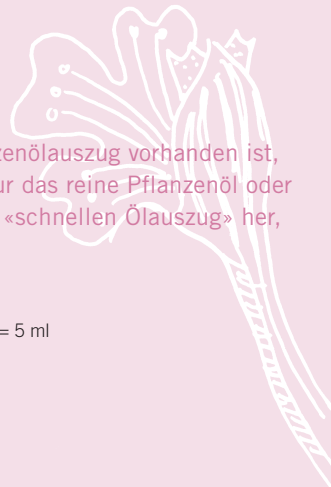 zenölauszug vorhanden ist,
ur das reine Pflanzenöl oder
«schnellen Ölauszug» her,
= 5 ml